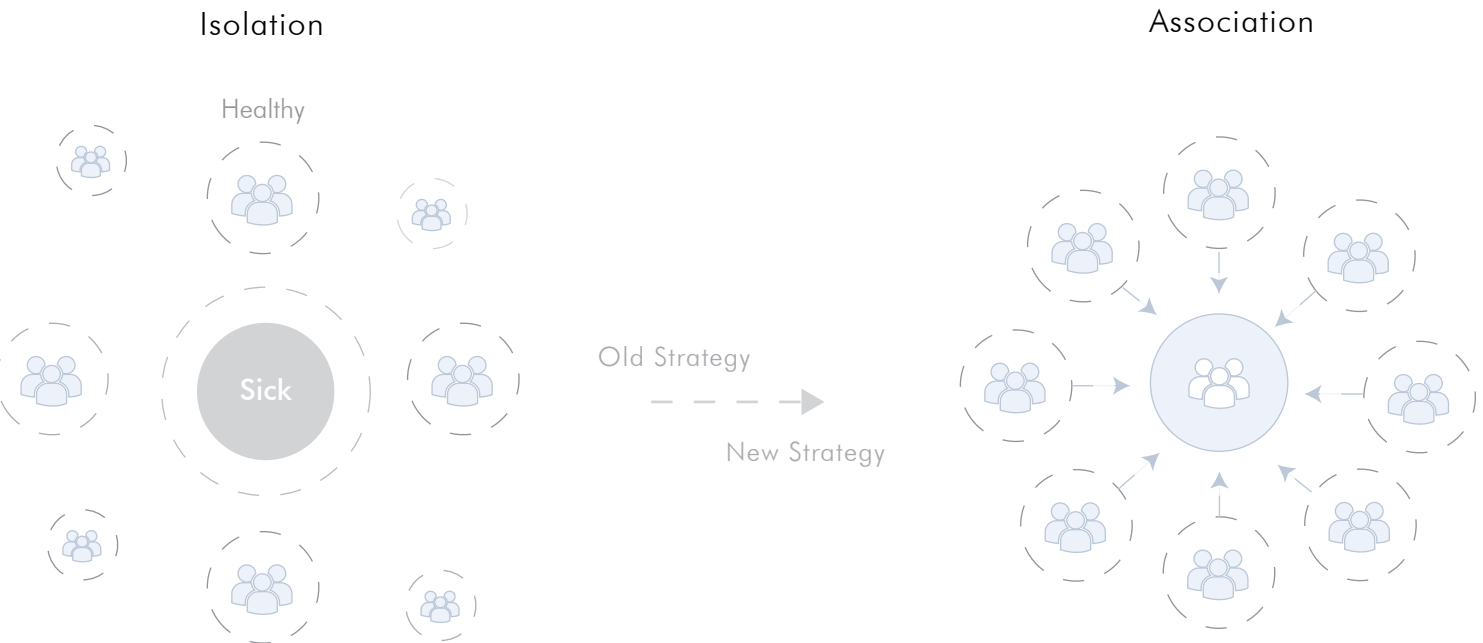 Isolation
Association
Healthy
Sick
Old Strategy
New Strategy